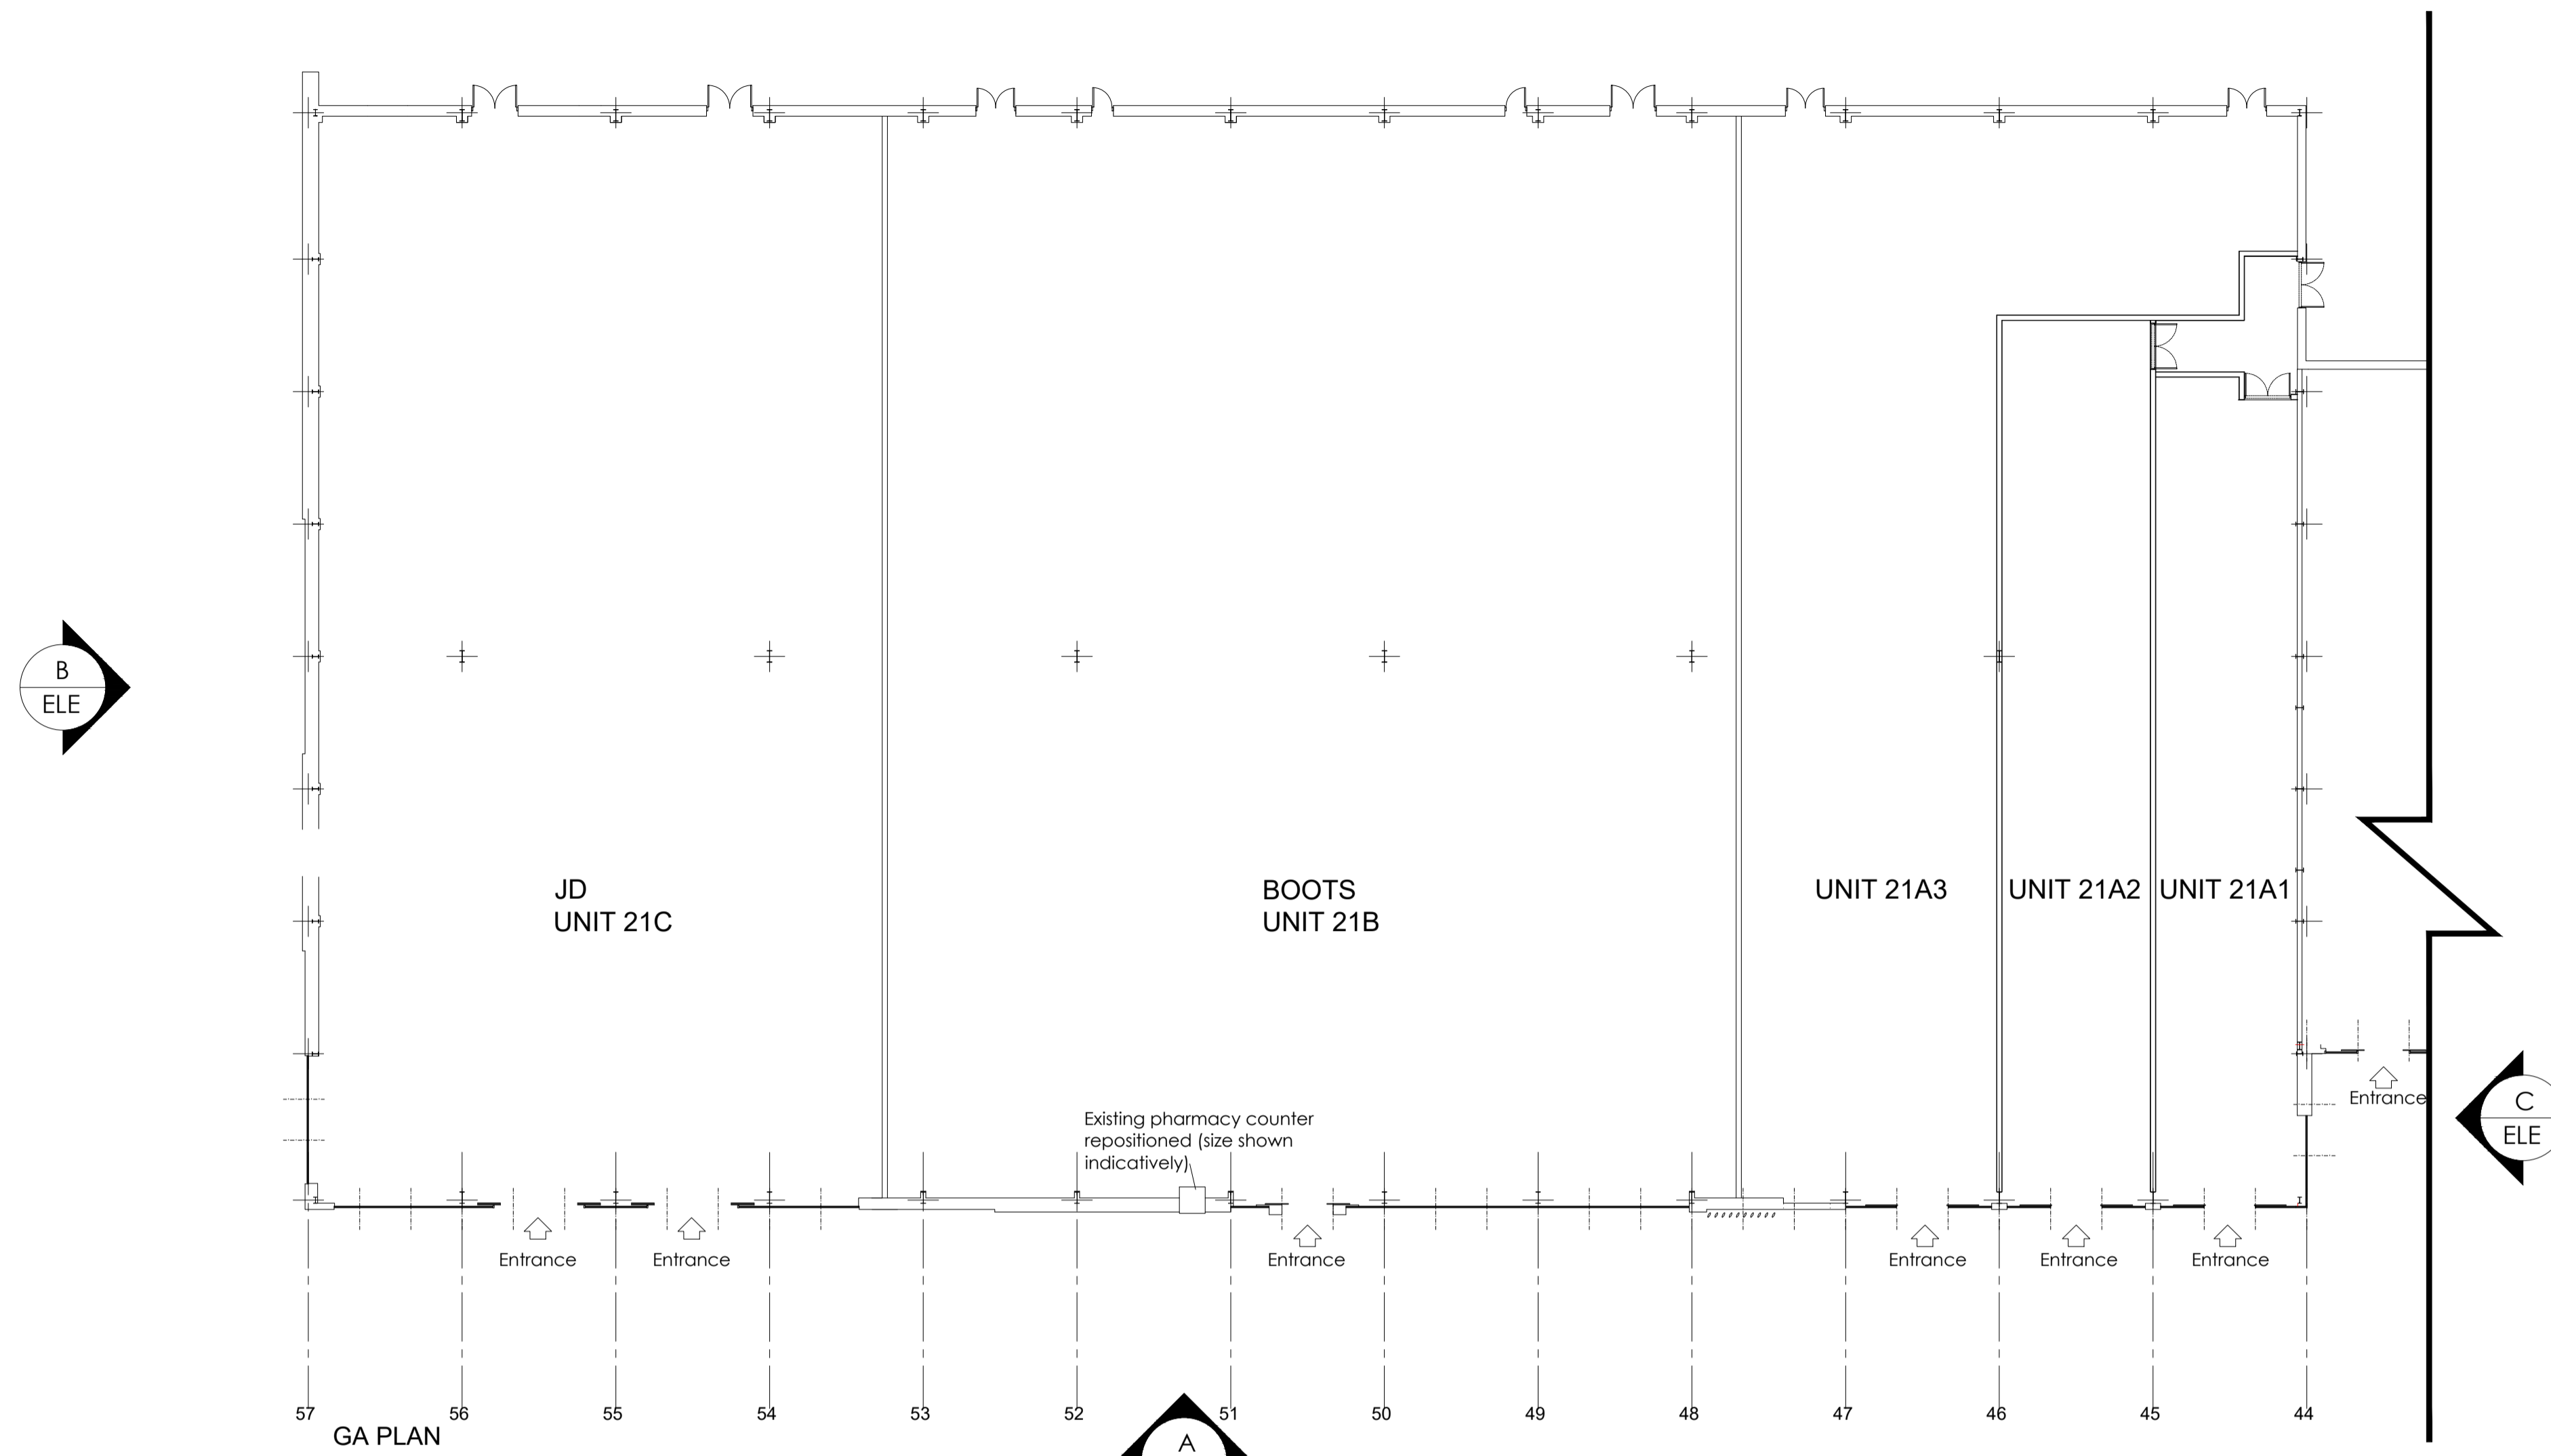 B
ELE
JD
UNIT 21C
BOOTS
UNIT 21B
UNIT 21A3
UNIT 21A2
UNIT 21A1
Existing pharmacy counter
repositioned (size shown
indicatively)
Entrance
C
ELE
Entrance
Entrance
Entrance
Entrance
Entrance
Entrance
57
56
55
54
53
52
51
50
49
48
47
46
45
44
GA PLAN
A